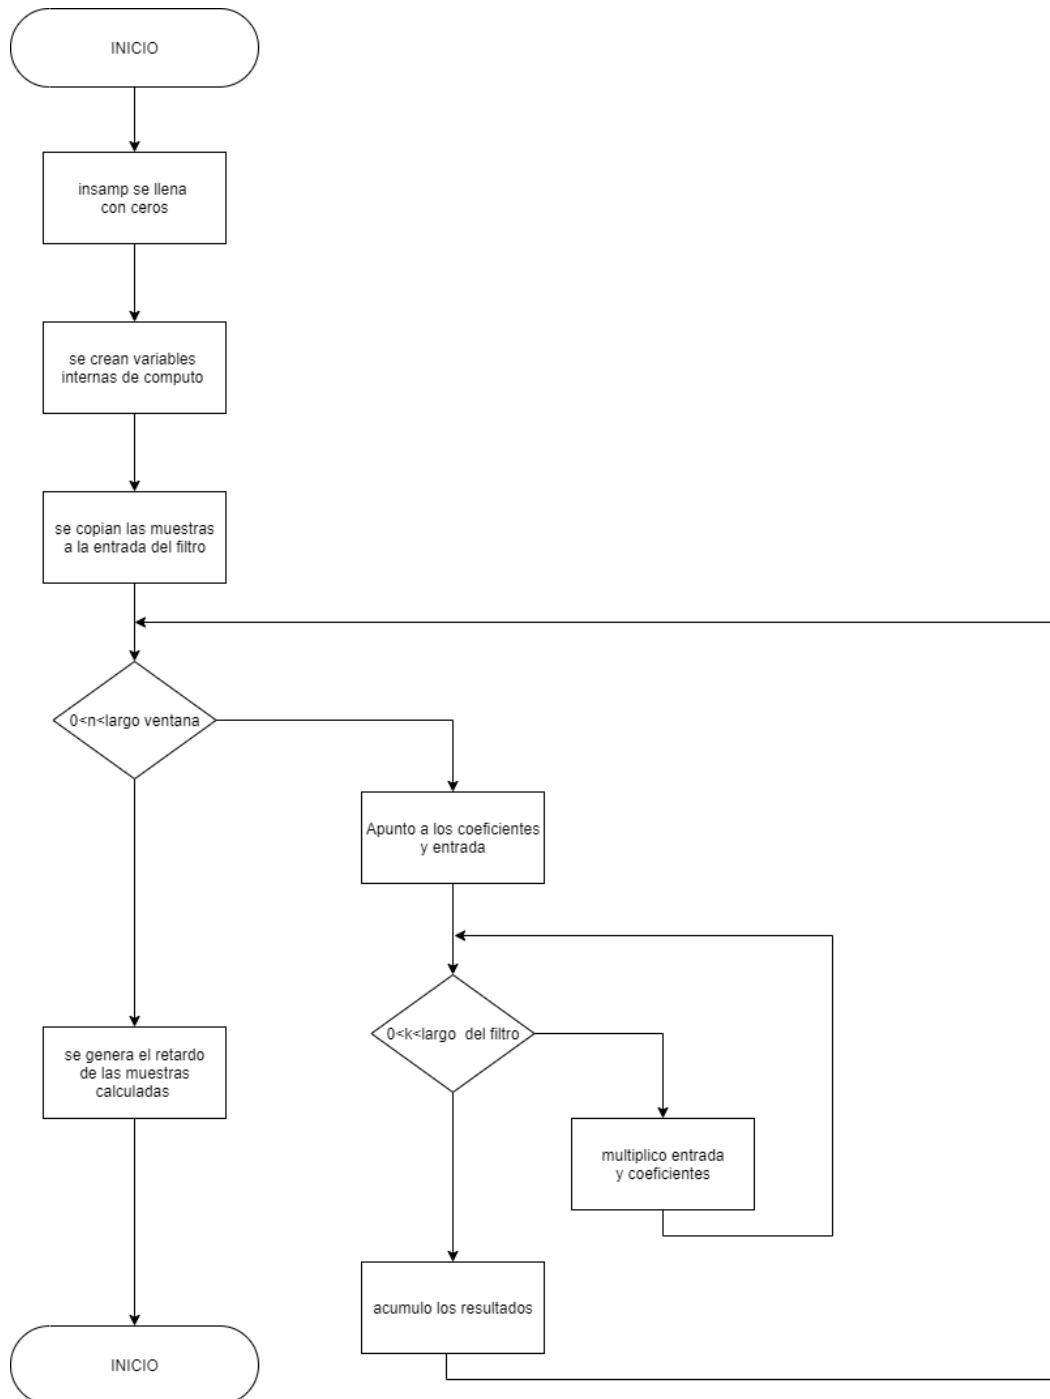 INICIO
insamp se llena
con ceros
se crean variables
internas de computo
se copian las muestras
a la entrada del filtro
0<n<largo ventana
Apunto a los coeficientes
y entrada
0<k<largo del filtro
se genera el retardo
de las muestras
calculadas
multiplico entrada
y coeficientes
acumulo los resultados
INICIO